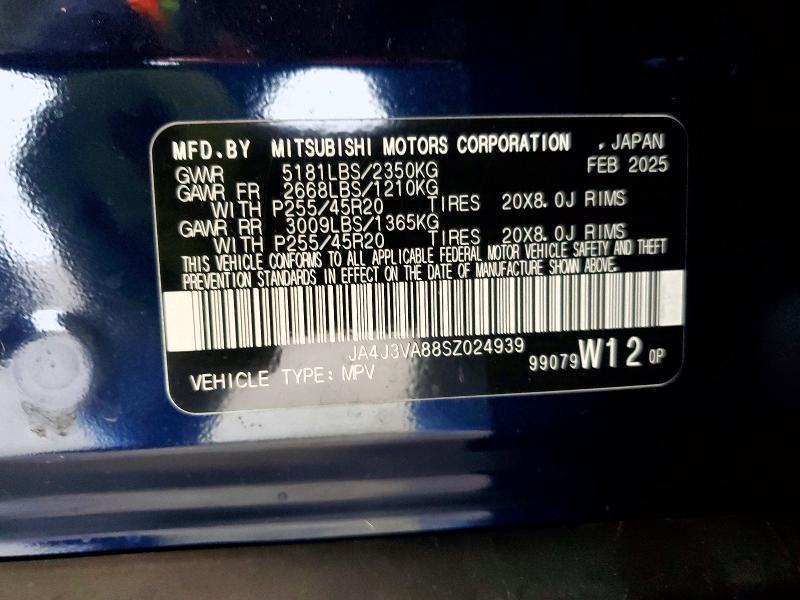 MFD.BY MITSUBISHI MOTORS CORPORATION , JAPAN
FEB 2025
GVWR 5181LBS/2350KG
GAWR FR 2668LBS/1210KG
WITH P255/45R20 TIRES 20X8.0J RIMS
GAWR RR 3009LBS/1365KG
WITH P255/45R20 TIRES 20X8.0J RIMS
THIS VEHICLE CONFORMS TO ALL APPLICABLE FEDERAL MOTOR VEHICLE SAFETY AND THEFT
PREVENTION STANDARDS IN EFFECT ON THE DATE OF MANUFACTURE SHOWN ABOVE.
JA4J3VA88SZ024939
99079W120P
VEHICLE TYPE: MPV